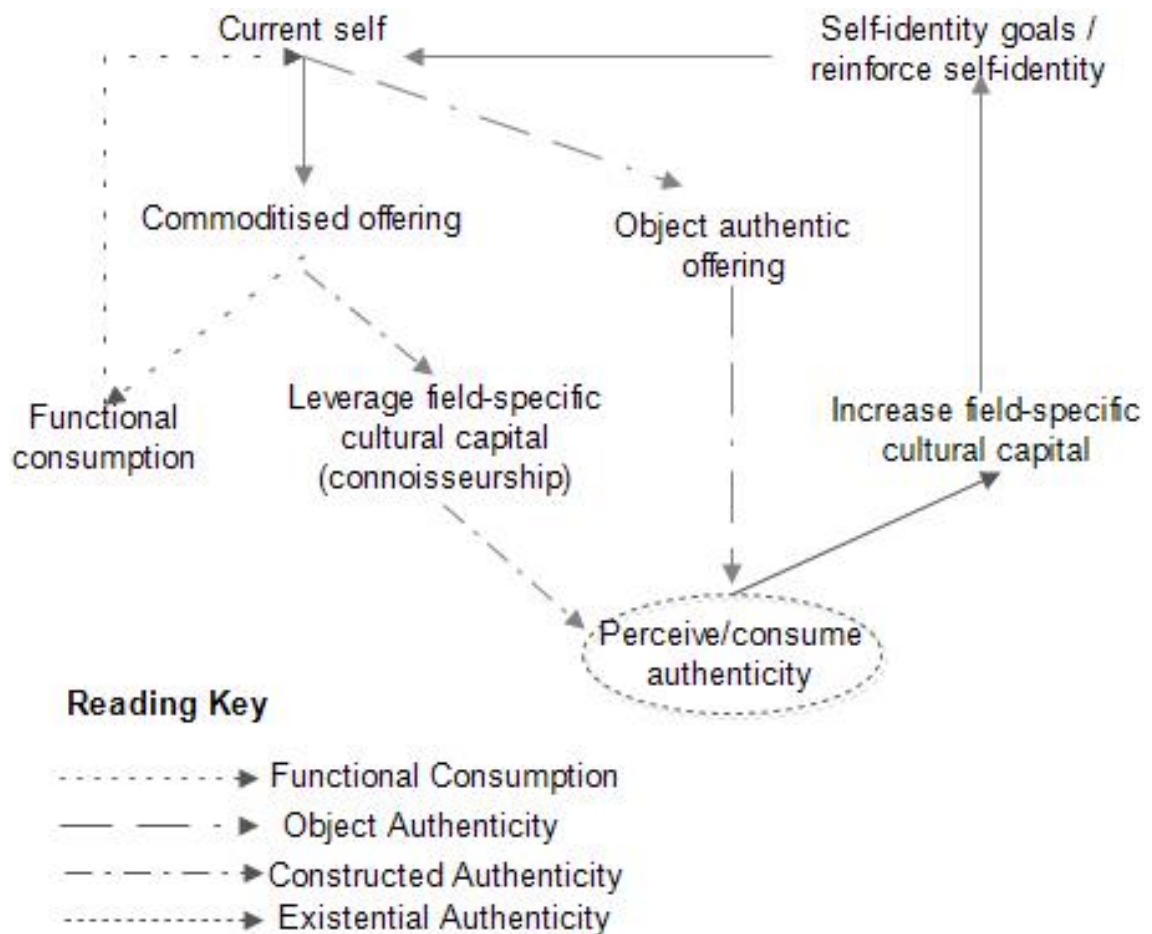 Current self
Self-identity goals /
reinforce self-identity
Commoditised offering
Object authentic
offering
Functional
consumption
Leverage field-specific
cultural capital
(connoisseurship)
Increase field-specific
cultural capital
Perceive/consume
authenticity
Reading Key
Functional Consumption
Object Authenticity
Constructed Authenticity
Existential Authenticity